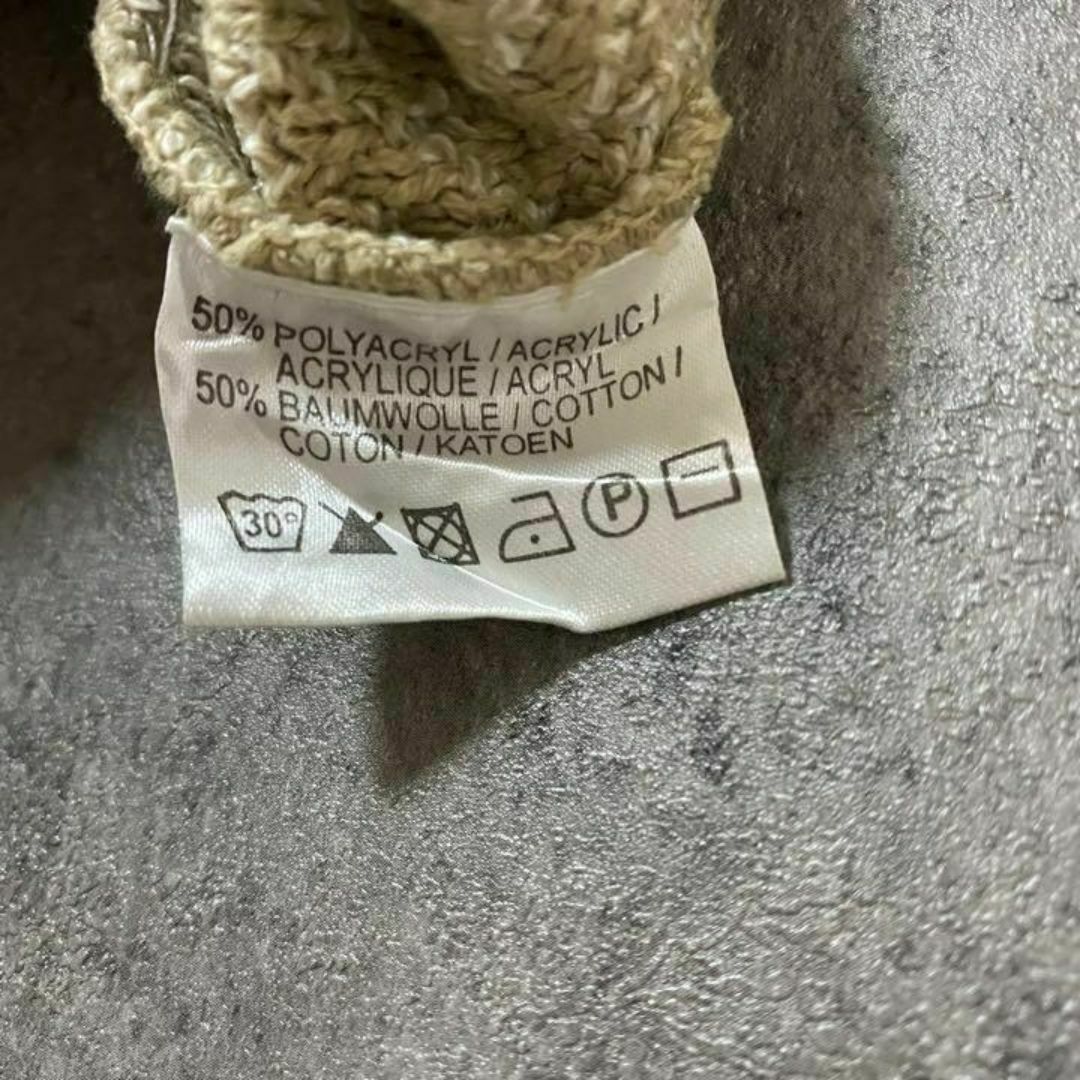 50% POLYACRYL / ACRYLIC /
ACRYLIQUE / ACRYL
50% BAUMWOLLE / COTTON /
COTON / KATOEN
30° P